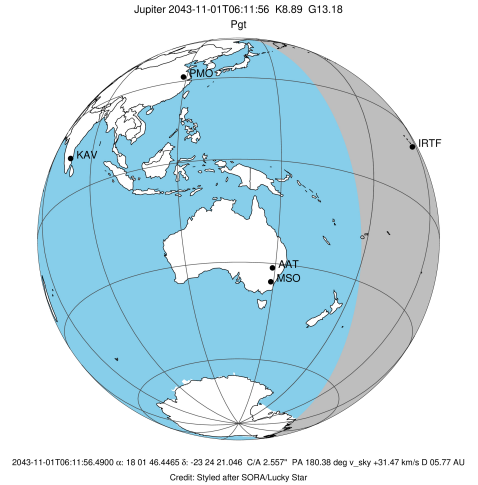 Jupiter 2043-11-01T06:11:56 K8.89 G13.18
Pgt
PMO
IRTF
KAV
AAT
MSO
2043-11-01T06:11:56.4900 α: 18 01 46.4465 δ: -23 24 21.046 C/A 2.557" PA 180.38 deg v_sky +31.47 km/s D 05.77 AU
Credit: Styled after SORA/Lucky Star